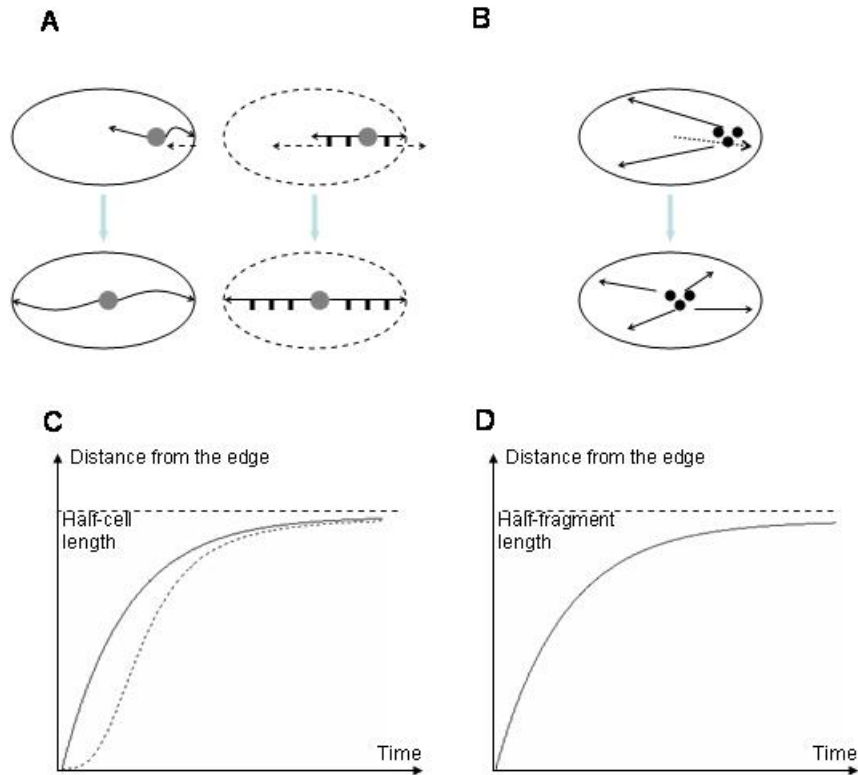 A
B
C
Distance from the edge
Half-cell
length
Time
D
Distance from the edge
Half-fragment
length
Time